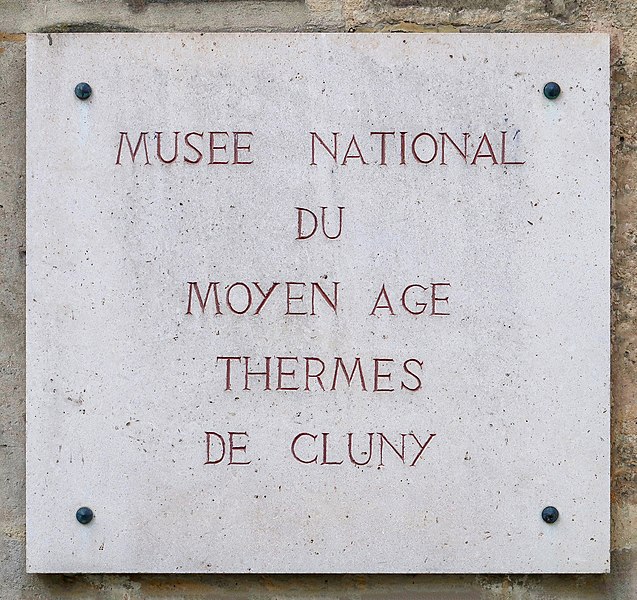 MUSEE NATIONAL
DU
MOYEN AGE
THERMES
DE CLUNY